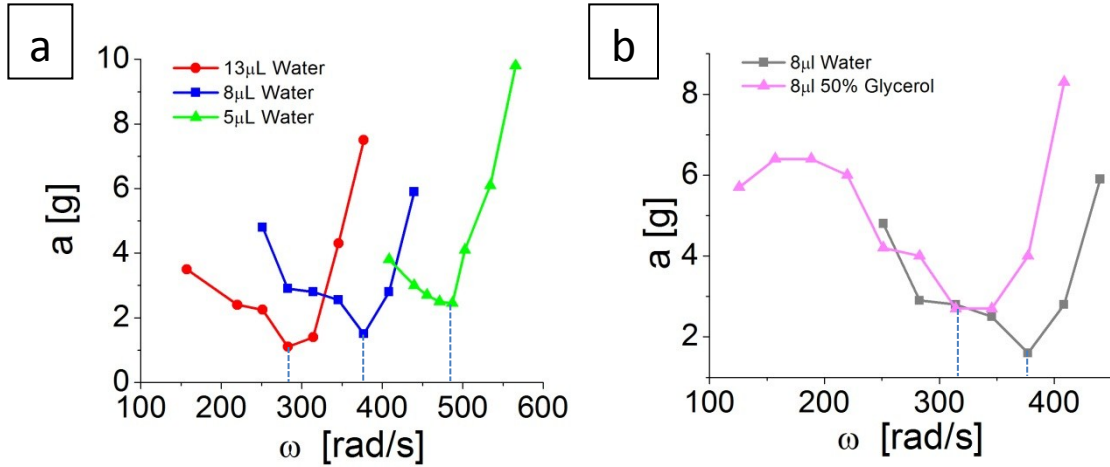 a
13μL Water
8μL Water
5μL Water
a [g]
10
8
6
4
2
0
100 200 300 400 500 600
ω [rad/s]
b
8μl Water
8μl 50% Glycerol
a [g]
8
6
4
2
100 200 300 400
ω [rad/s]